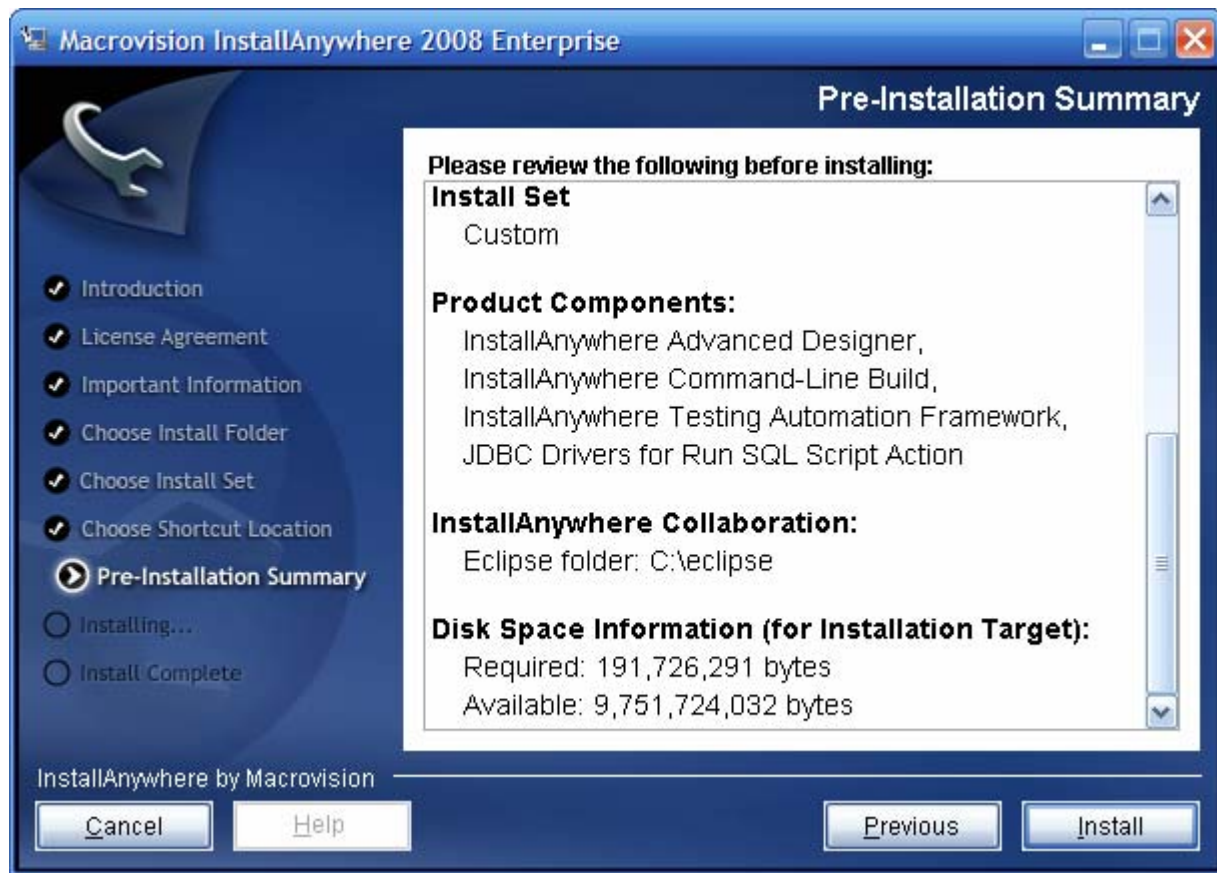 Macrovision InstallAnywhere 2008 Enterprise
Pre-Installation Summary
Introduction
License Agreement
Important Information
Choose Install Folder
Choose Install Set
Choose Shortcut Location
Pre-Installation Summary
Installing...
Install Complete
Please review the following before installing:
Install Set
Custom
Product Components:
InstallAnywhere Advanced Designer,
InstallAnywhere Command-Line Build,
InstallAnywhere Testing Automation Framework,
JDBC Drivers for Run SQL Script Action
InstallAnywhere Collaboration:
Eclipse folder: C:\eclipse
Disk Space Information (for Installation Target):
Required: 191,726,291 bytes
Available: 9,751,724,032 bytes
InstallAnywhere by Macrovision
Cancel
Help
Previous
Install